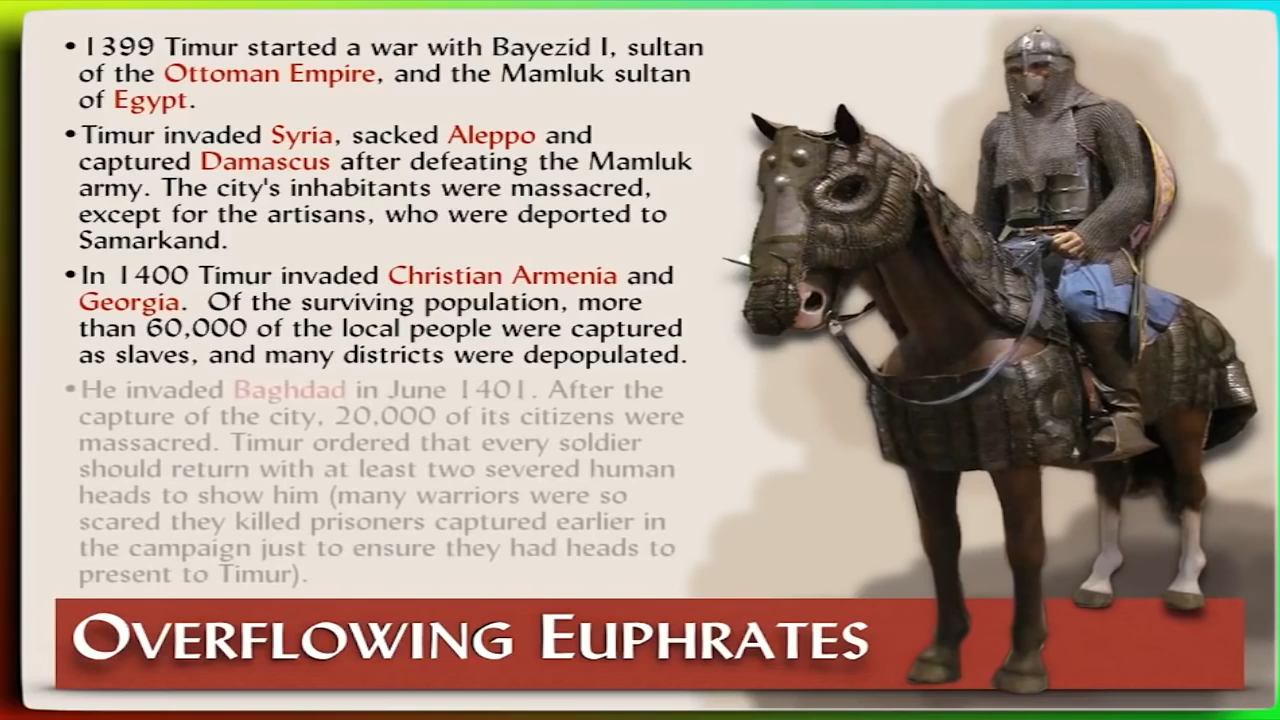 • 1399 Timur started a war with Bayezid I, sultan
of the Ottoman Empire, and the Mamluk sultan
of Egypt.
• Timur invaded Syria, sacked Aleppo and
captured Damascus after defeating the Mamluk
army. The city's inhabitants were massacred,
except for the artisans, who were deported to
Samarkand.
• In 1400 Timur invaded Christian Armenia and
Georgia. Of the surviving population, more
than 60,000 of the local people were captured
as slaves, and many districts were depopulated.
• He invaded Baghdad in June 1401. After the
capture of the city, 20,000 of its citizens were
massacred. Timur ordered that every soldier
should return with at least two severed human
heads to show him (many warriors were so
scared they killed prisoners captured earlier in
the campaign just to ensure they had heads to
present to Timur).
OVERFLOWING EUPHRATES